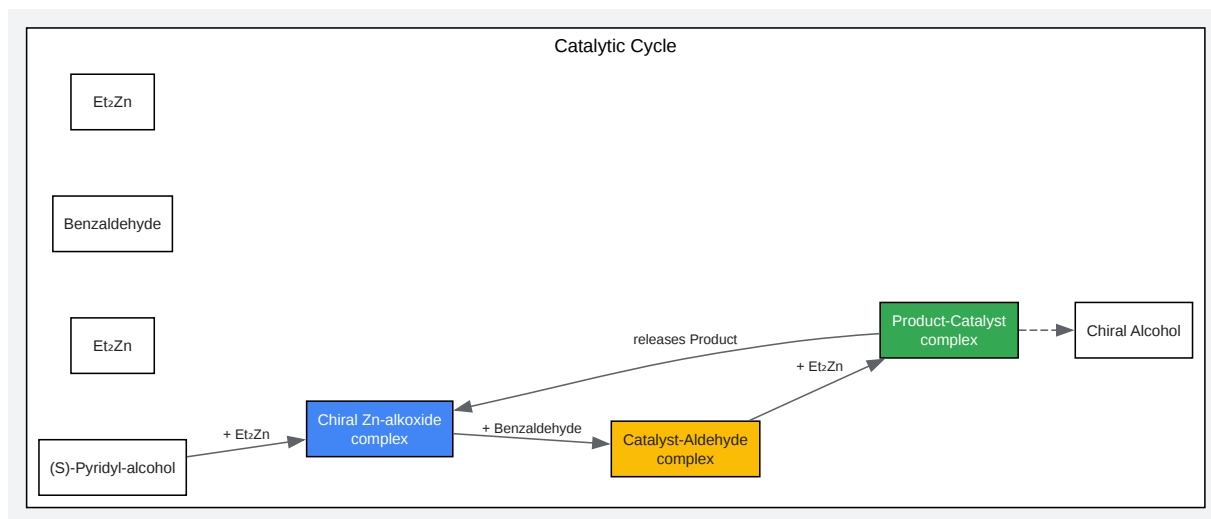 Catalytic Cycle
Et₂Zn
Benzaldehyde
Et₂Zn
(S)-Pyridyl-alcohol
+ Et₂Zn
Chiral Zn-alkoxide
complex
+ Benzaldehyde
Catalyst-Aldehyde
complex
+ Et₂Zn
releases Product
Product-Catalyst
complex
Chiral Alcohol